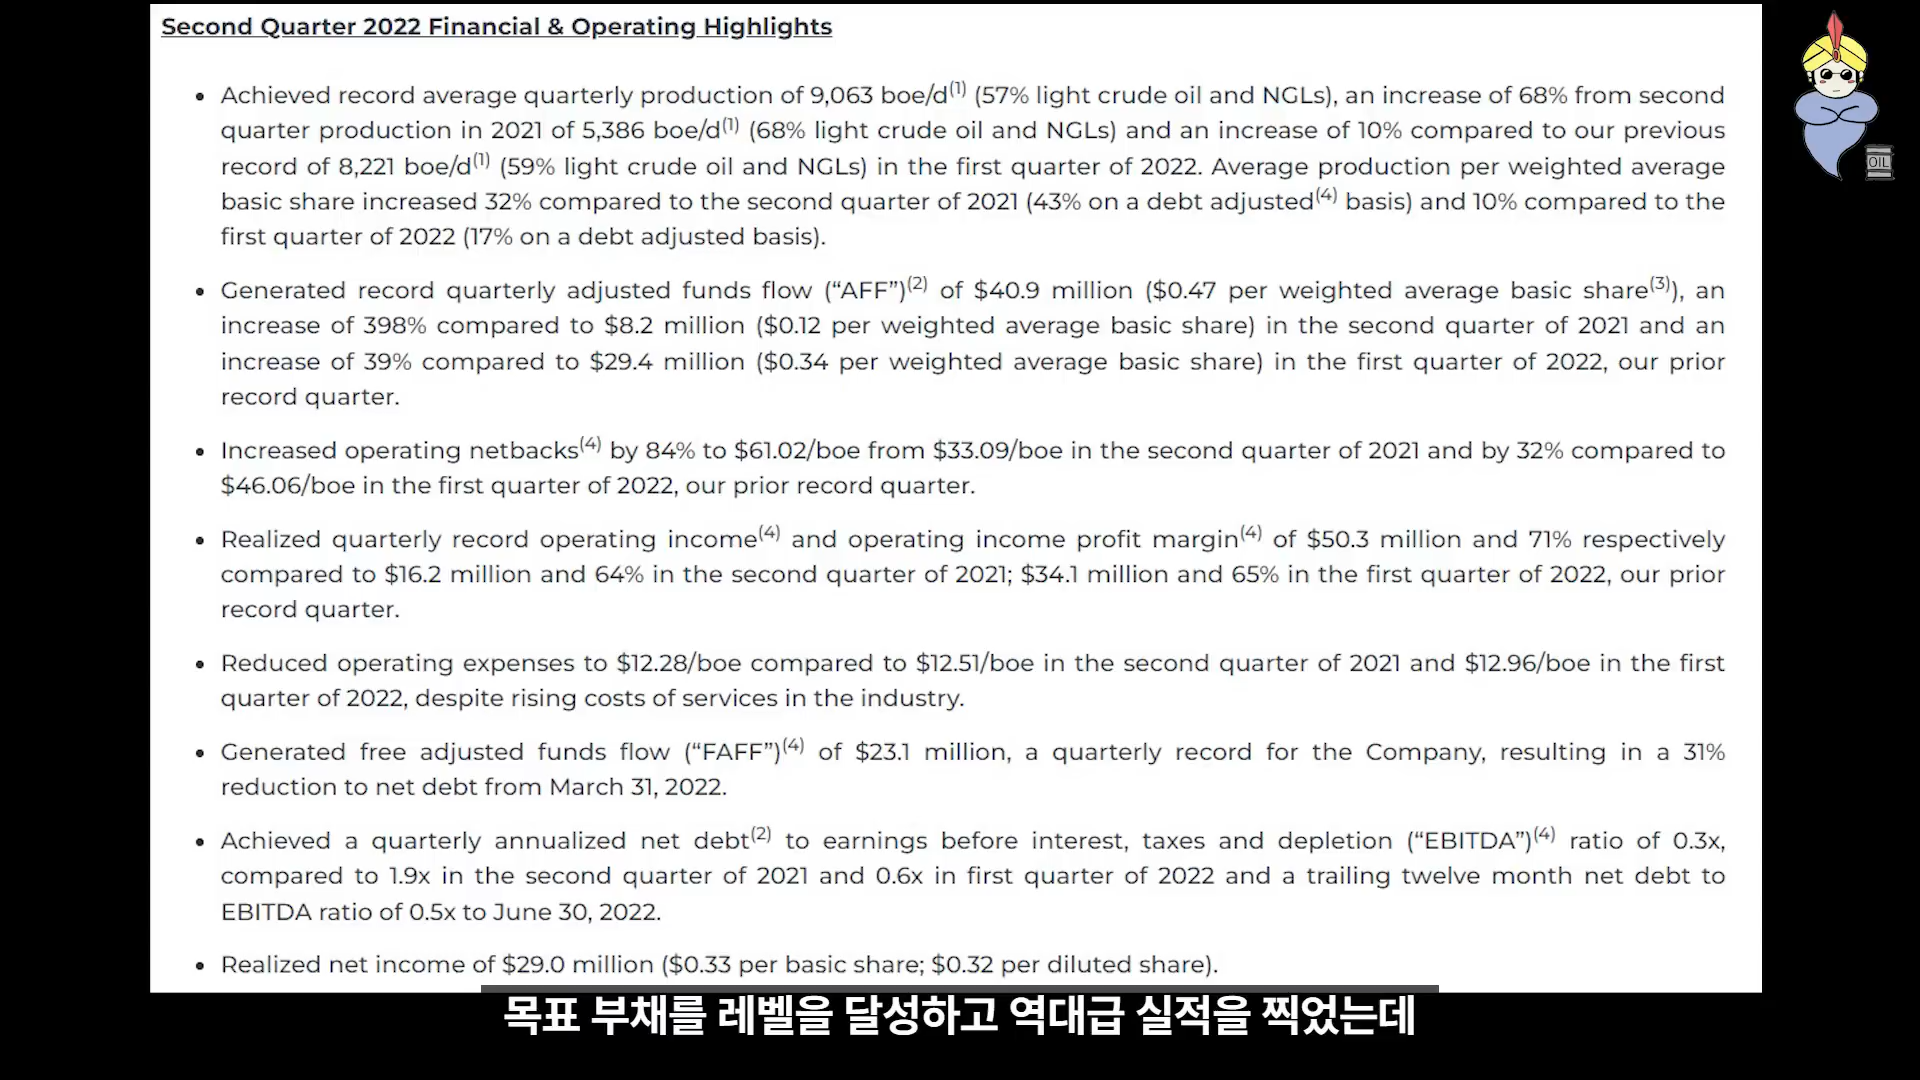 Second Quarter 2022 Financial & Operating Highlights
• Achieved record average quarterly production of 9,063 boe/d(1) (57% light crude oil and NGLs), an increase of 68% from second
quarter production in 2021 of 5,386 boe/d(1) (68% light crude oil and NGLs) and an increase of 10% compared to our previous
record of 8,221 boe/d(1) (59% light crude oil and NGLs) in the first quarter of 2022. Average production per weighted average
basic share increased 32% compared to the second quarter of 2021 (43% on a debt adjusted(4) basis) and 10% compared to the
first quarter of 2022 (17% on a debt adjusted basis).
• Generated record quarterly adjusted funds flow (“AFF”)(2) of $40.9 million ($0.47 per weighted average basic share(3)), an
increase of 398% compared to $8.2 million ($0.12 per weighted average basic share) in the second quarter of 2021 and an
increase of 39% compared to $29.4 million ($0.34 per weighted average basic share) in the first quarter of 2022, our prior
record quarter.
• Increased operating netbacks(4) by 84% to $61.02/boe from $33.09/boe in the second quarter of 2021 and by 32% compared to
$46.06/boe in the first quarter of 2022, our prior record quarter.
• Realized quarterly record operating income(4) and operating income profit margin(4) of $50.3 million and 71% respectively
compared to $16.2 million and 64% in the second quarter of 2021; $34.1 million and 65% in the first quarter of 2022, our prior
record quarter.
• Reduced operating expenses to $12.28/boe compared to $12.51/boe in the second quarter of 2021 and $12.96/boe in the first
quarter of 2022, despite rising costs of services in the industry.
• Generated free adjusted funds flow (“FAFF”)(4) of $23.1 million, a quarterly record for the Company, resulting in a 31%
reduction to net debt from March 31, 2022.
• Achieved a quarterly annualized net debt(2) to earnings before interest, taxes and depletion (“EBITDA”)(4) ratio of 0.3x,
compared to 1.9x in the second quarter of 2021 and 0.6x in first quarter of 2022 and a trailing twelve month net debt to
EBITDA ratio of 0.5x to June 30, 2022.
• Realized net income of $29.0 million ($0.33 per basic share; $0.32 per diluted share).
목표 부채를 레벨을 달성하고 역대급 실적을 찍었는데
OIL